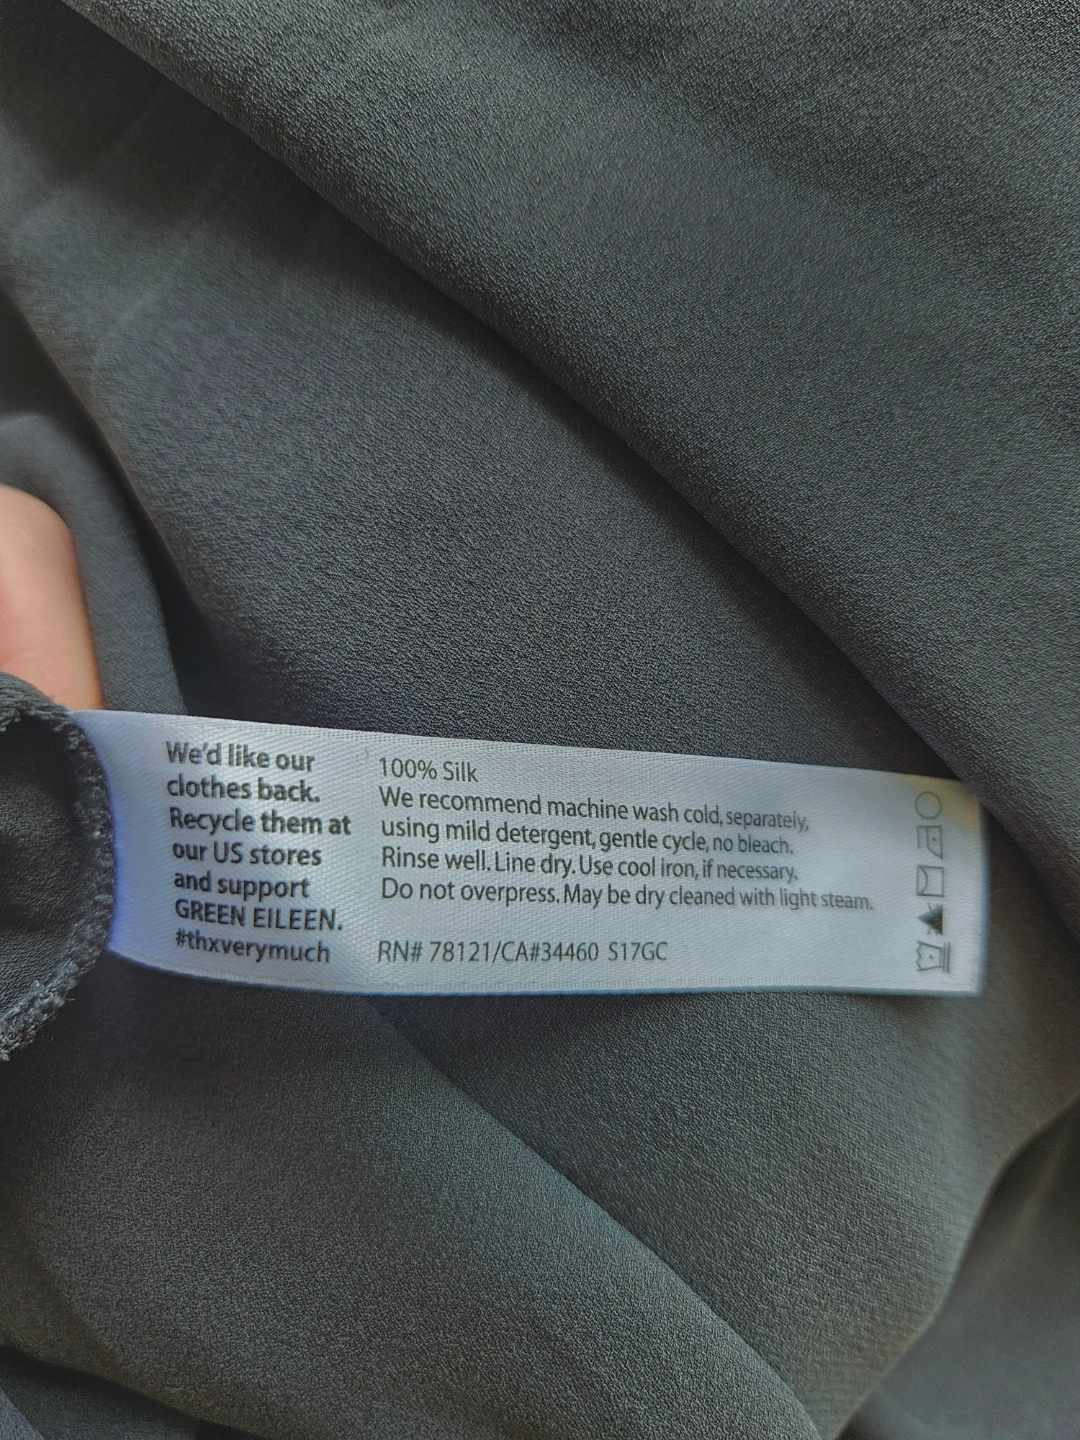 We'd like our
clothes back.
Recycle them at
our US stores
and support
GREEN EILEEN.
#thxverymuch
100% Silk
We recommend machine wash cold, separately,
using mild detergent, gentle cycle, no bleach.
Rinse well. Line dry. Use cool iron, if necessary.
Do not overpress. May be dry cleaned with light steam.
RN# 78121/CA#34460 S17GC